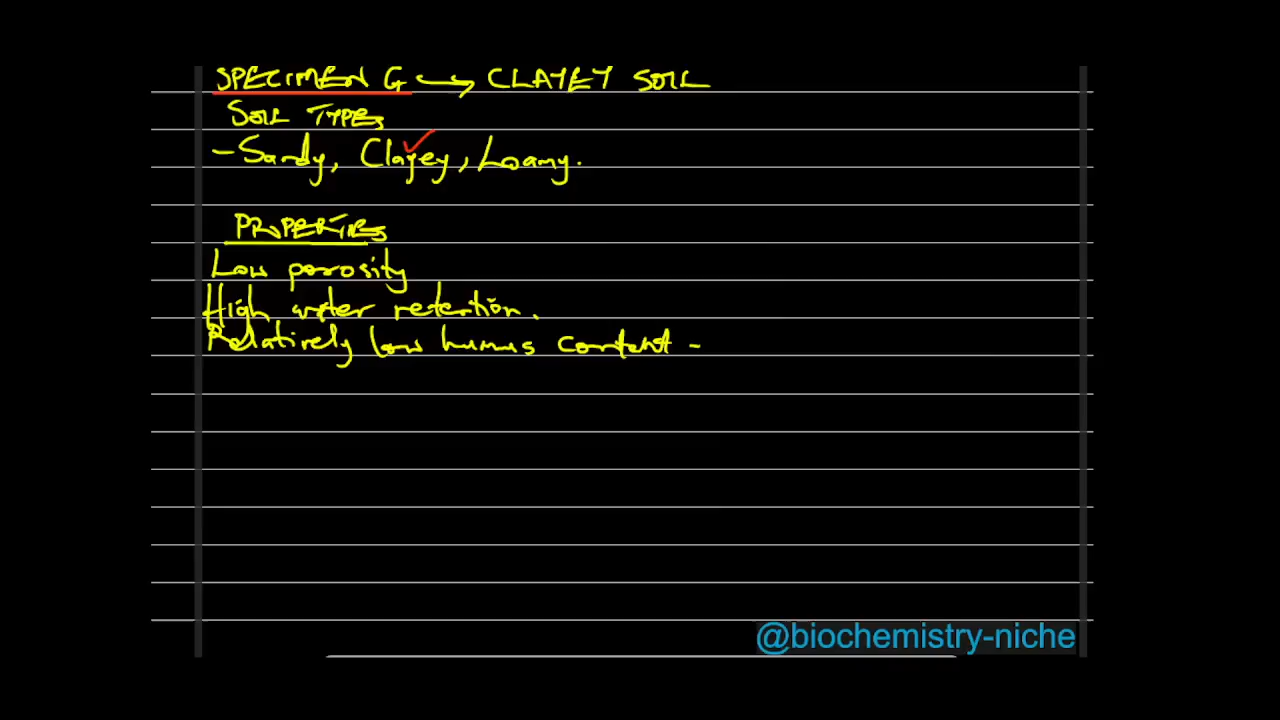 SPECIMEN G → CLAYEY SOIL
SOIL TYPES
- Sandy, Clayey, Loamy.
PROPERTIES
Low porosity
High water retention.
Relatively low humus content -
@biochemistry-niche